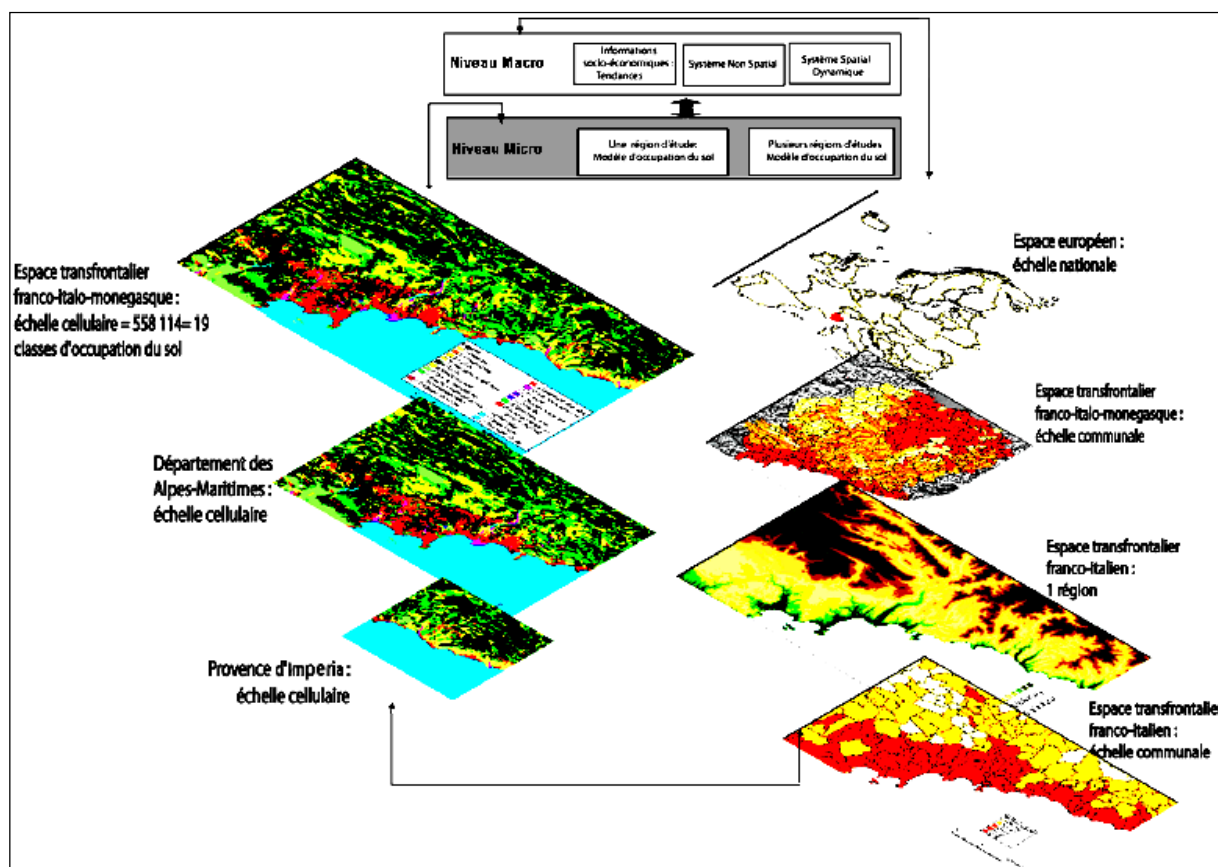 Niveau Macro
Informations
socio-économiques :
Tendances
Système Non Spatial
Système Spatial
Dynamique
Niveau Micro
Une région d'étude:
Modèle d'occupation du sol
Plusieurs régions d'études
Modèle d'occupation du sol
Espace transfrontalier
franco-italo-monegasque :
échelle cellulaire = 558 114= 19
classes d'occupation du sol
Département des
Alpes-Maritimes :
échelle cellulaire
Provence d'Imperia :
échelle cellulaire
Espace européen :
échelle nationale
Espace transfrontalier
franco-italo-monegasque :
échelle communale
Espace transfrontalier
franco-italien :
1 région
Espace transfrontalier
franco-italien :
échelle communale